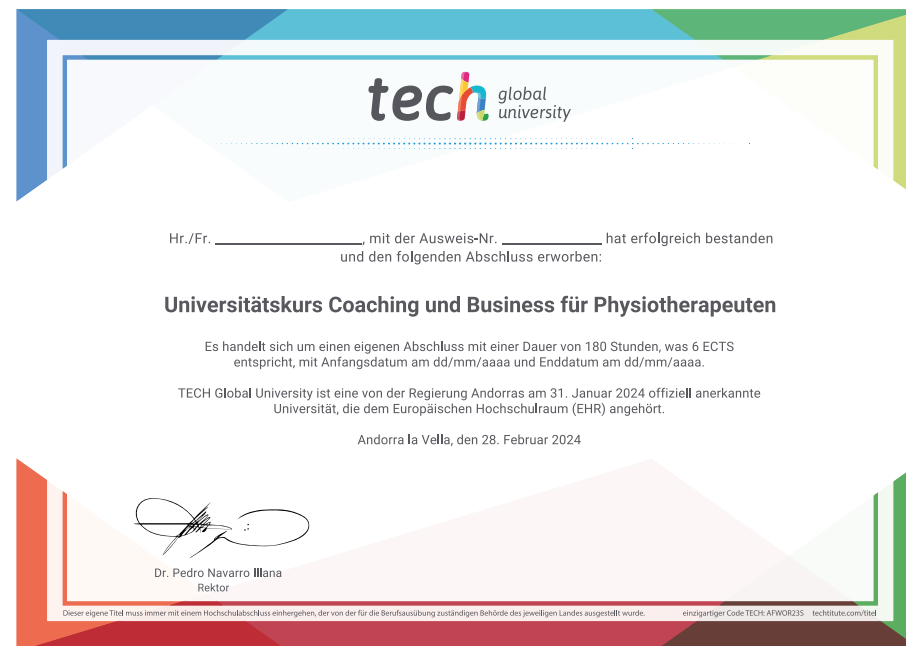 tech global university
Hr./Fr. ____________________, mit der Ausweis-Nr. ______________ hat erfolgreich bestanden
und den folgenden Abschluss erworben:
Universitätskurs Coaching und Business für Physiotherapeuten
Es handelt sich um einen eigenen Abschluss mit einer Dauer von 180 Stunden, was 6 ECTS
entspricht, mit Anfangsdatum am dd/mm/aaaa und Enddatum am dd/mm/aaaa.
TECH Global University ist eine von der Regierung Andorras am 31. Januar 2024 offiziell anerkannte
Universität, die dem Europäischen Hochschulraum (EHR) angehört.
Andorra la Vella, den 28. Februar 2024
Dr. Pedro Navarro Illana
Rektor
Dieser eigene Titel muss immer mit einem Hochschulabschluss einhergehen, der von der für die Berufsausübung zuständigen Behörde des jeweiligen Landes ausgestellt wurde. einzigartiger Code TECH: AFWOR23S techtitute.com/titel